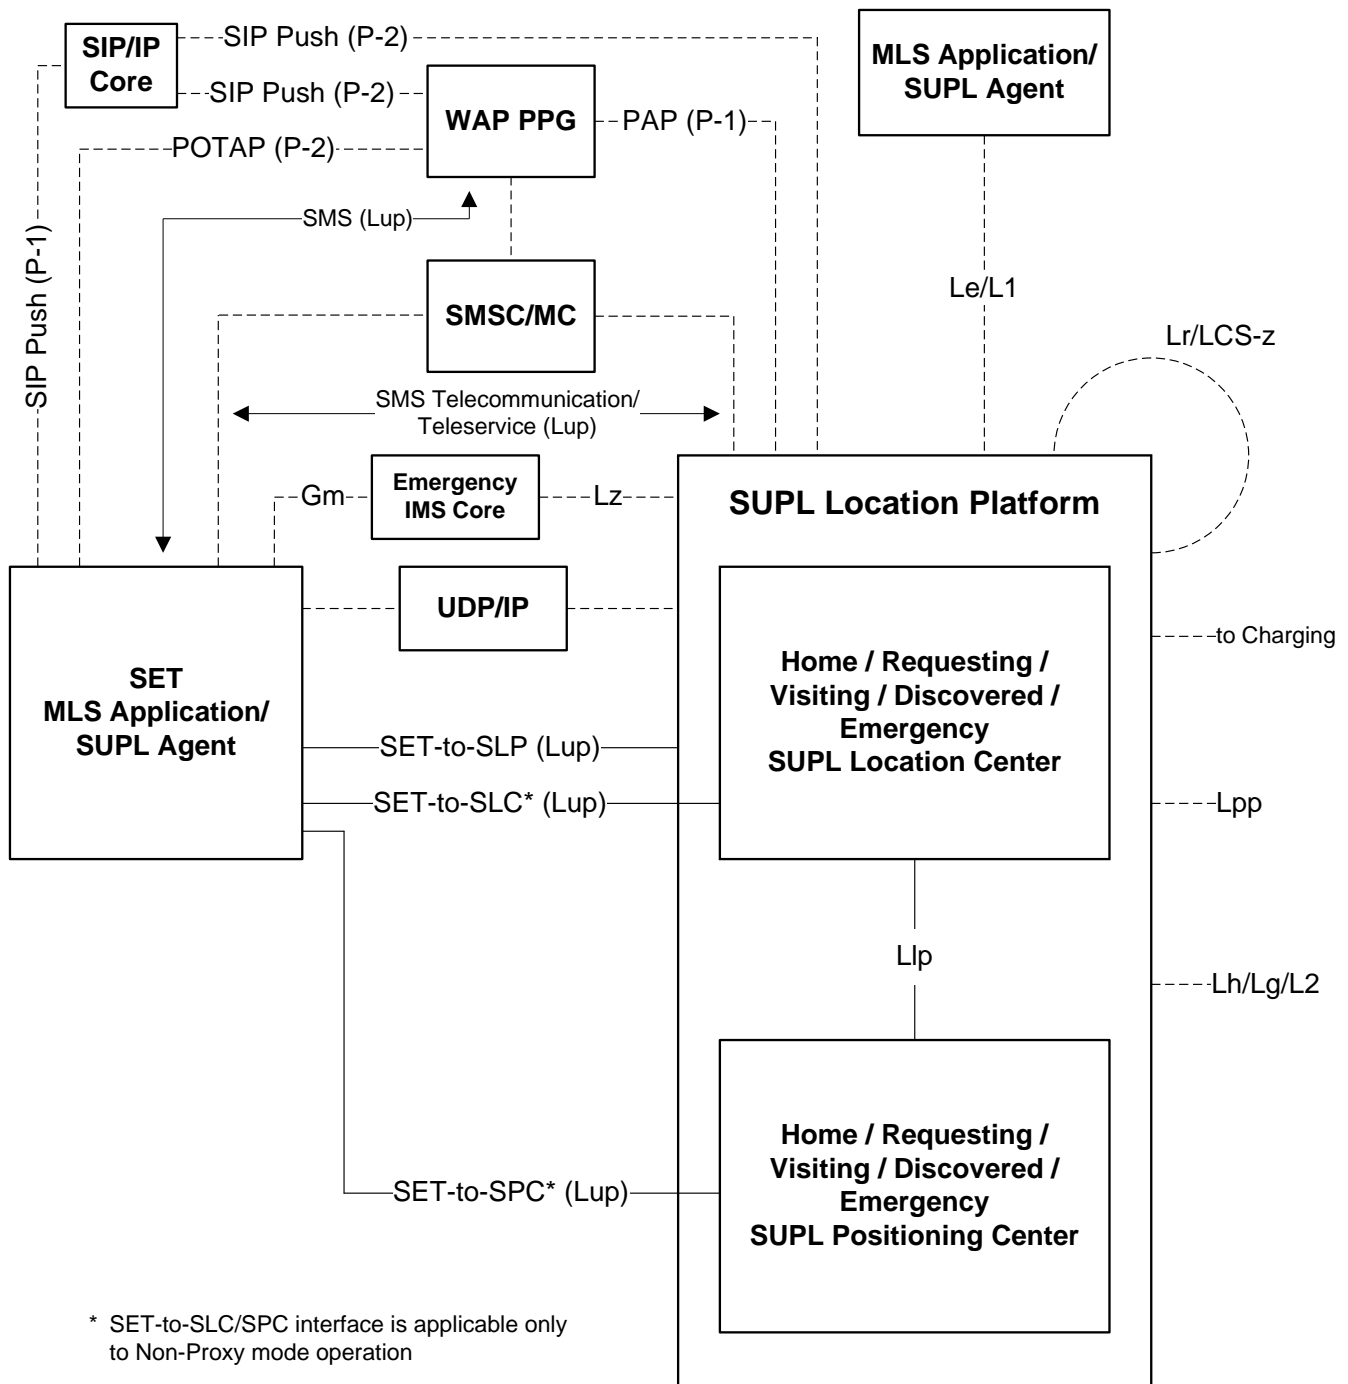 SIP Push (P-2)
SIP/IP
Core
SIP Push (P-2)
MLS Application/
SUPL Agent
WAP PPG
PAP (P-1)
POTAP (P-2)
SMS (Lup)
SIP Push (P-1)
SMSC/MC
Le/L1
Lr/LCS-z
SMS Telecommunication/
Teleservice (Lup)
Gm
Emergency
IMS Core
Lz
SUPL Location Platform
UDP/IP
to Charging
SET
MLS Application/
SUPL Agent
Home / Requesting /
Visiting / Discovered /
Emergency
SUPL Location Center
SET-to-SLP (Lup)
SET-to-SLC* (Lup)
Lpp
Llp
Lh/Lg/L2
Home / Requesting /
Visiting / Discovered /
Emergency
SUPL Positioning Center
SET-to-SPC* (Lup)
* SET-to-SLC/SPC interface is applicable only
to Non-Proxy mode operation